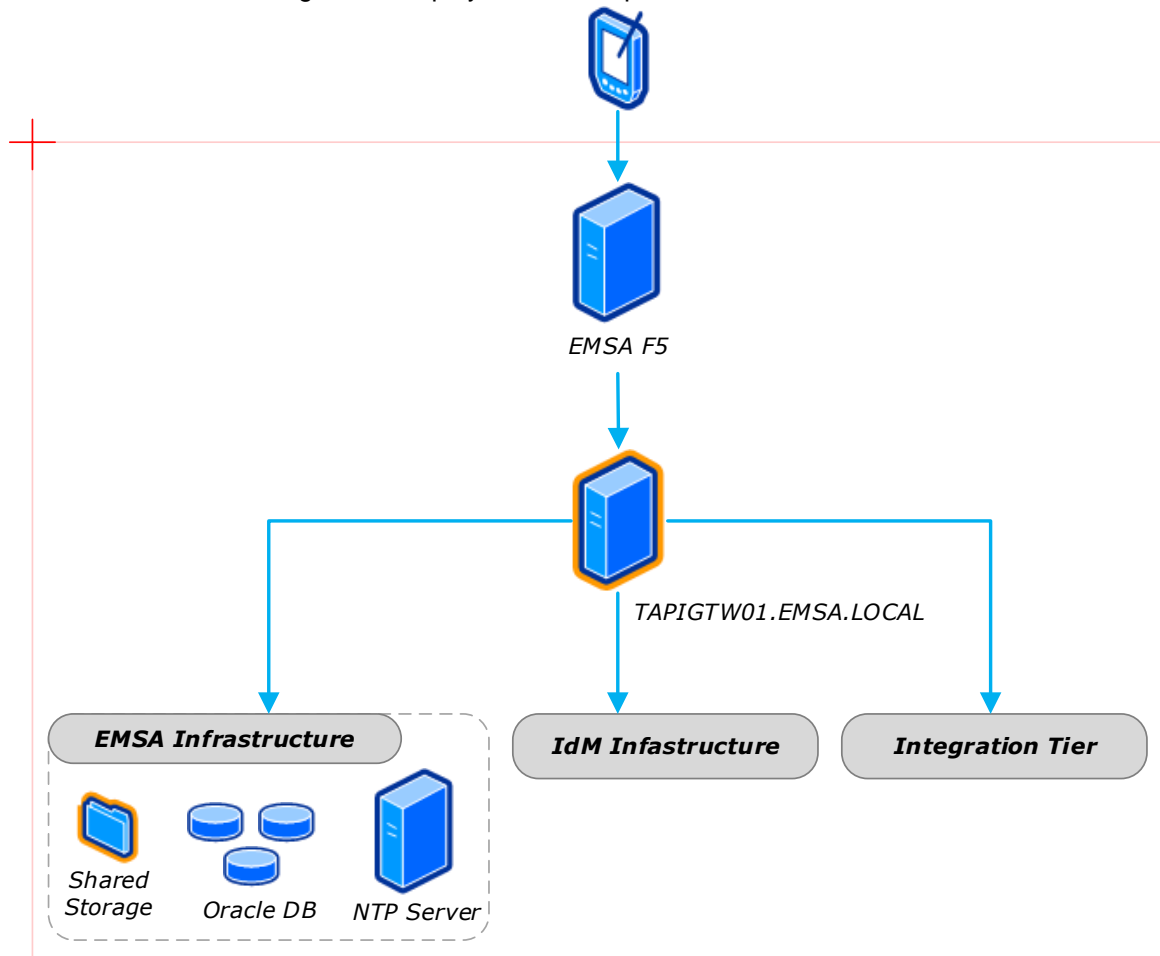 EMSA F5
TAPIGTW01.EMSA.LOCAL
EMSA Infrastructure
IdM Infastructure
Integration Tier
Shared
Storage
Oracle DB
NTP Server